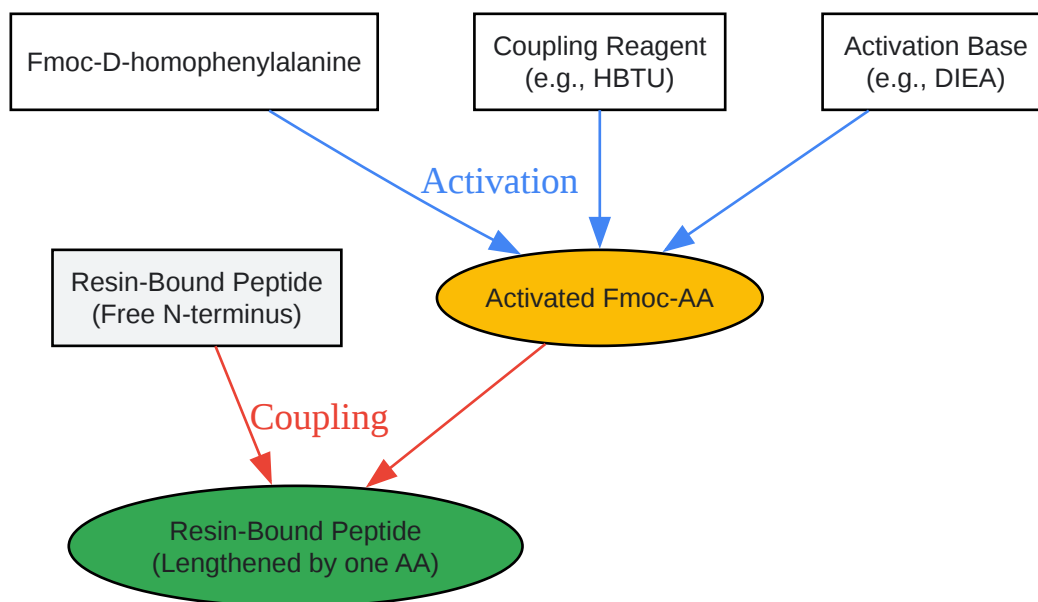 Fmoc-D-homophenylalanine
Coupling Reagent
(e.g., HBTU)
Activation Base
(e.g., DIEA)
Activation
Resin-Bound Peptide
(Free N-terminus)
Activated Fmoc-AA
Coupling
Resin-Bound Peptide
(Lengthened by one AA)